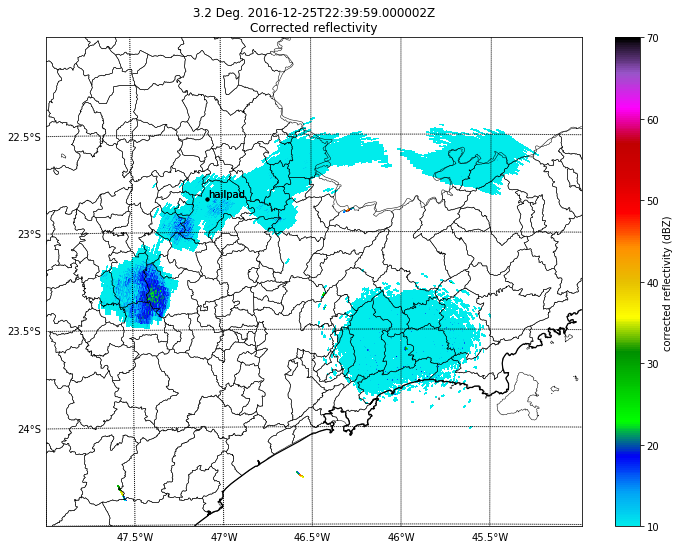 3.2 Deg. 2016-12-25T22:39:59.000002Z
Corrected reflectivity
70
60
50
40
30
20
10
corrected reflectivity (dBZ)
22.5°S
23°S
23.5°S
24°S
hailpad
47.5°W
47°W
46.5°W
46°W
45.5°W